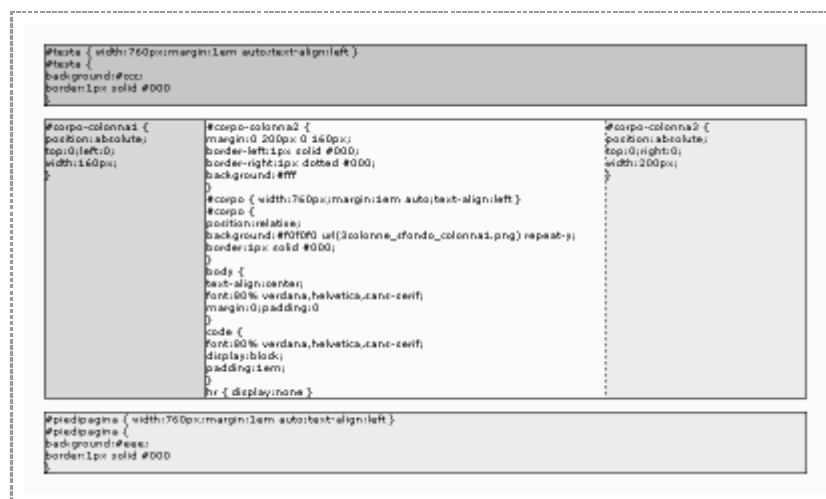 #testa { width:760px;margin:1em auto;text-align:left }
#testa {
background:#ccc;
border:1px solid #000
}
#corpo-colonna1 {
position:absolute;
top:0;left:0;
width:160px;
}
#corpo-colonna2 {
margin:0 200px 0 160px;
border-left:1px solid #000;
border-right:1px dotted #000;
background:#fff
}
#corpo { width:760px;margin:1em auto;text-align:left }
#corpo {
position:relative;
background:#f0f0f0 url(3colonne_sfondo_colonna1.png) repeat-y;
border:1px solid #000;
}
body {
text-align:center;
font:80% verdana,helvetica,sans-serif;
margin:0;padding:0
}
code {
font:80% verdana,helvetica,sans-serif;
display:block;
padding:1em;
}
hr { display:none }
#corpo-colonna3 {
position:absolute;
top:0;right:0;
width:200px;
}
#piedipagina { width:760px;margin:1em auto;text-align:left }
#piedipagina {
background:#eee;
border:1px solid #000
}